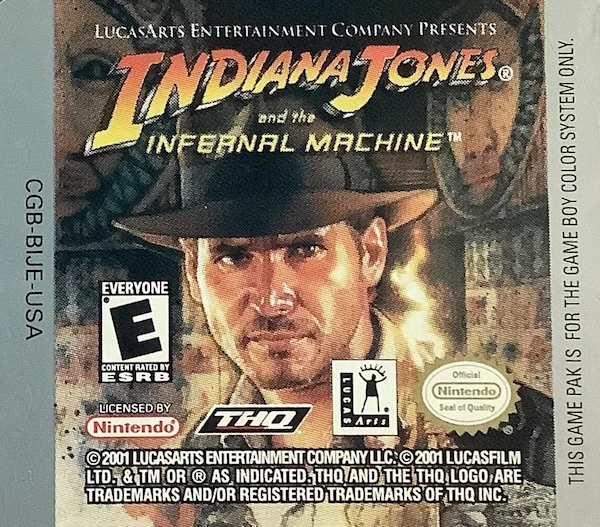 LUCASARTS ENTERTAINMENT COMPANY PRESENTS
INDIANA JONES®
and the
INFERNAL MACHINE™
CGB-BIJE-USA
THIS GAME PAK IS FOR THE GAME BOY COLOR SYSTEM ONLY.
EVERYONE
E
CONTENT RATED BY
ESRB
LICENSED BY
Nintendo®
THQ
LUCAS
Arts
Official
Nintendo
Seal of Quality
© 2001 LUCASARTS ENTERTAINMENT COMPANY LLC. © 2001 LUCASFILM
LTD. & TM OR ® AS INDICATED. THQ AND THE THQ LOGO ARE
TRADEMARKS AND/OR REGISTERED TRADEMARKS OF THQ INC.